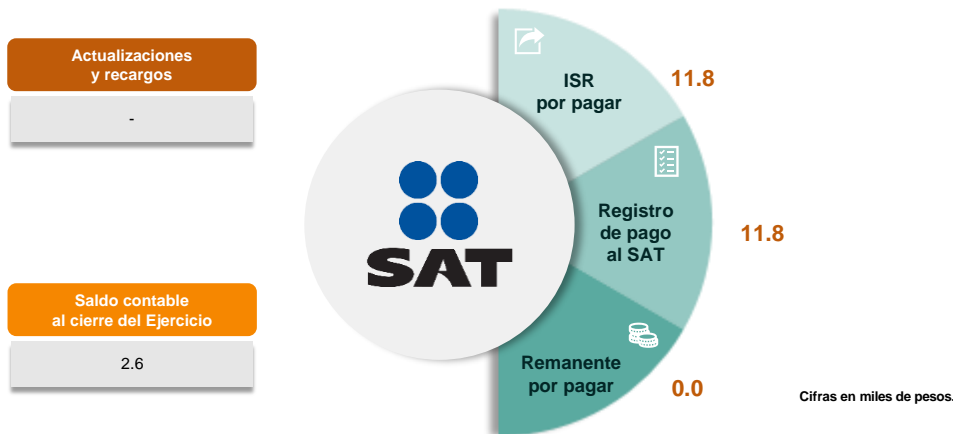 Actualizaciones
y recargos
-
Saldo contable
al cierre del Ejercicio
2.6
SAT
ISR
por pagar
11.8
Registro
de pago
al SAT
11.8
Remanente
por pagar
0.0
Cifras en miles de pesos.